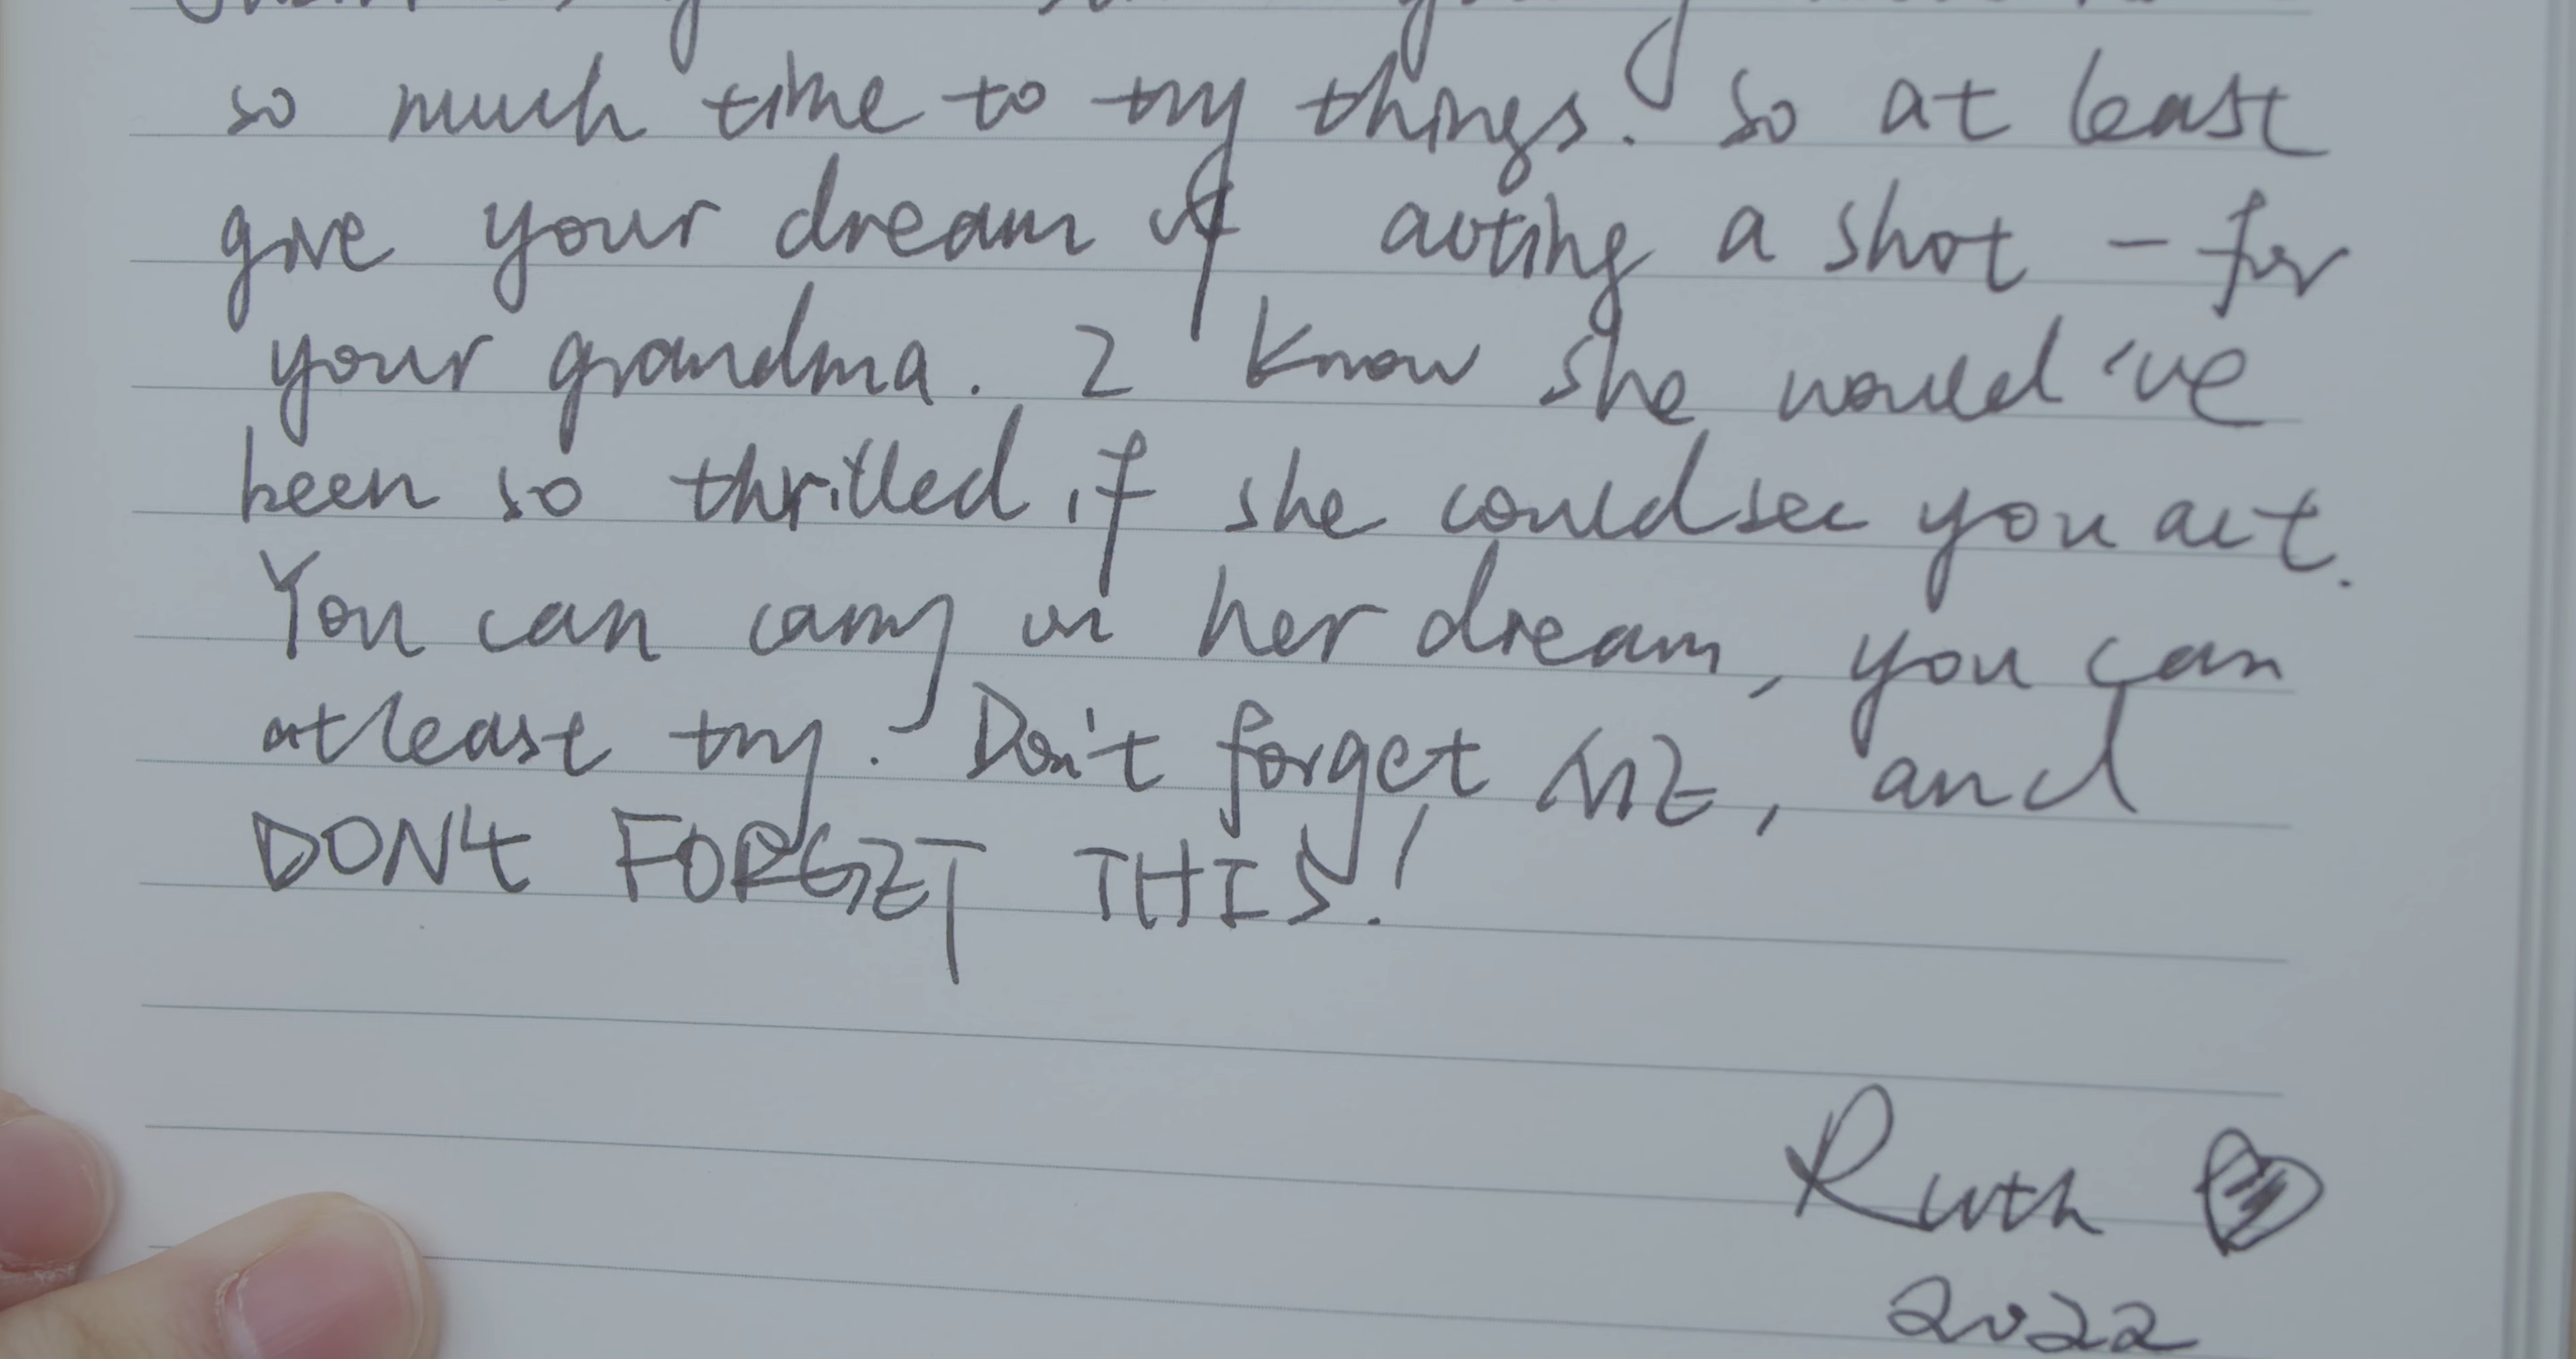 so much time to try things. So at least
give your dream of acting a shot – for
your grandma. I know she would've
been so thrilled if she could see you act.
You can carry on her dream, you can
at least try. Don't forget ME, and
DON't FORGET THIS!
Ruth
2022